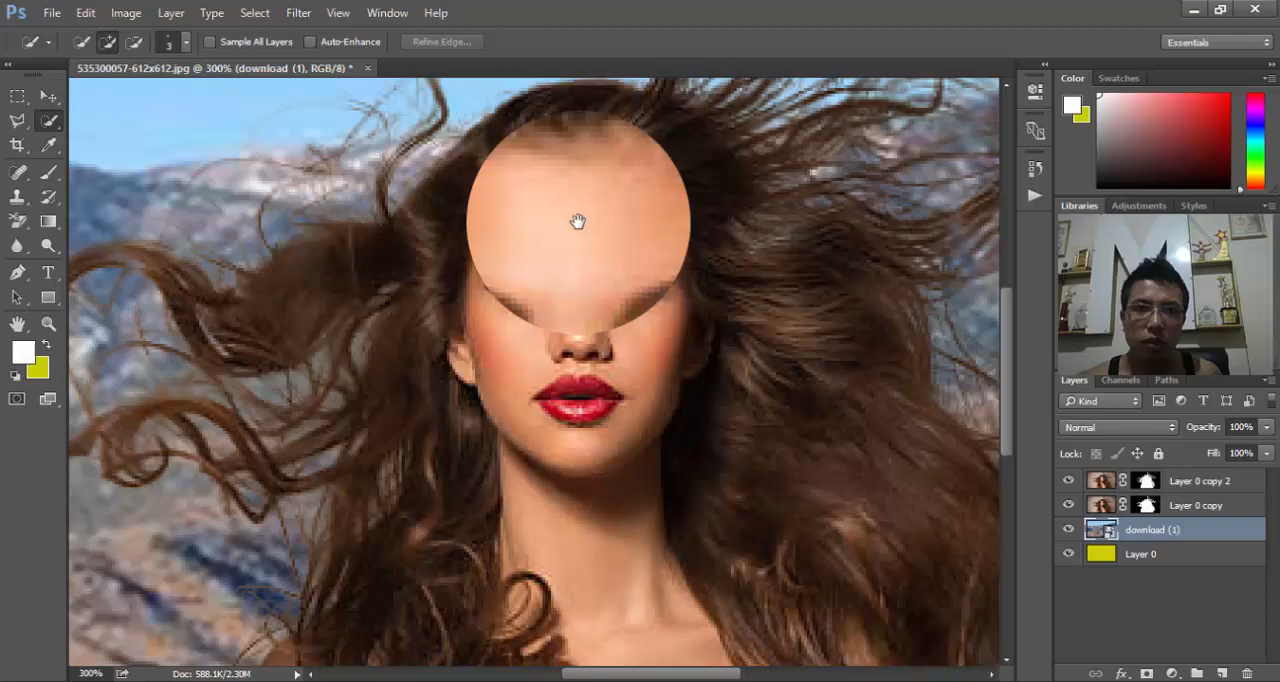 Ps File Edit Image Layer Type Select Filter View Window Help
3 Sample All Layers Auto-Enhance Refine Edge... Essentials
535300057-612x612.jpg @ 300% (download (1), RGB/8) * ×
Color Swatches
Libraries Adjustments Styles
Layers Channels Paths
Kind
Normal Opacity: 100%
Lock: Fill: 100%
Layer 0 copy 2
Layer 0 copy
download (1)
Layer 0
300% Doc: 588.1K/2.30M